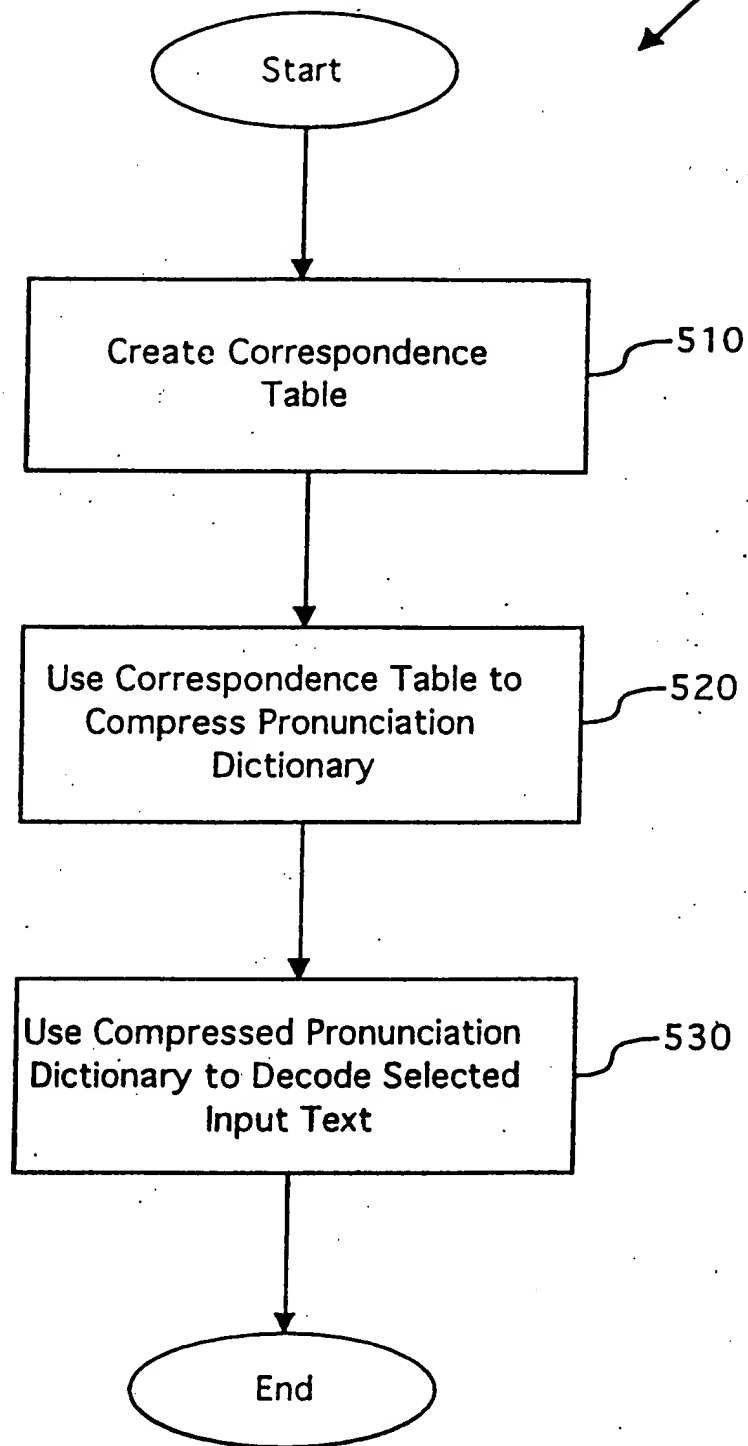 Start
Create Correspondence
Table
510
Use Correspondence Table to
Compress Pronunciation
Dictionary
520
Use Compressed Pronunciation
Dictionary to Decode Selected
Input Text
530
End